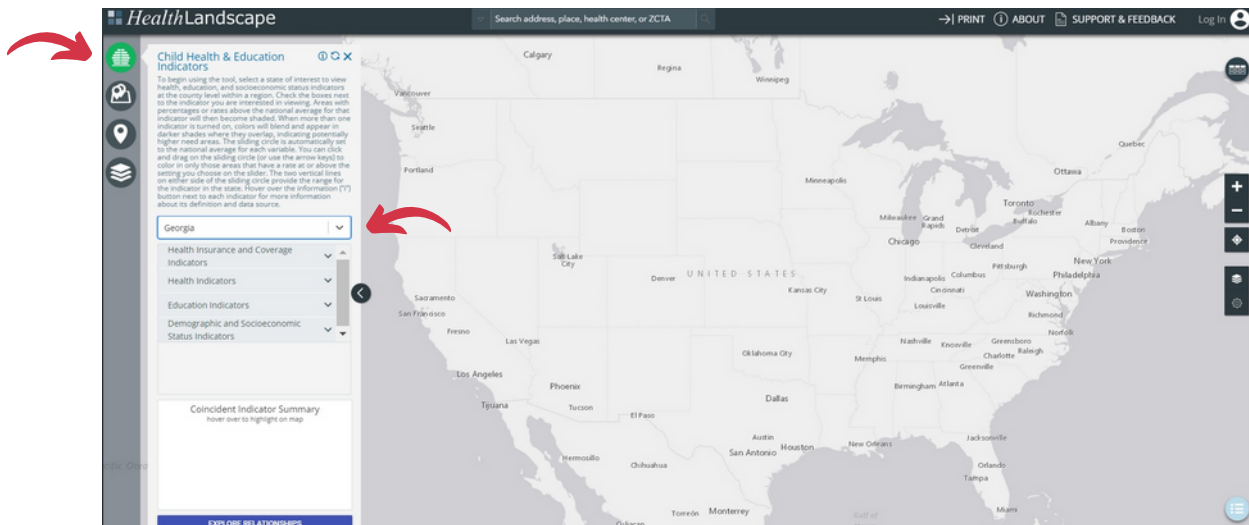 HealthLandscape
Search address, place, health center, or ZCTA
PRINT
ABOUT
SUPPORT & FEEDBACK
Log In
Child Health & Education
Indicators
To begin using the tool, select a state of interest to view
health, education, and socioeconomic status indicators
at the county level within a region. Check the boxes next
to the indicator you are interested in viewing. Areas with
percentages or rates above the national average for that
indicator will then become shaded. When more than one
indicator is turned on, colors will blend and appear in
darker shades where they overlap, indicating potentially
higher need areas. The sliding circle is automatically set
to the national average for each variable. You can click
and drag on the sliding circle (or use the arrow keys) to
color in only those areas that have a rate at or above the
setting you choose on the slider. The two vertical lines
on either side of the sliding circle provide the range for
the indicator in the state. Hover over the information ("i")
button next to each indicator for more information
about its definition and data source.
Georgia
Health Insurance and Coverage
Indicators
Health Indicators
Education Indicators
Demographic and Socioeconomic
Status Indicators
Coincident Indicator Summary
hover over to highlight on map
EXPLORE RELATIONSHIPS
Calgary
Regina
Winnipeg
Vancouver
Seattle
Quebec
Portland
Ottawa
Minneapolis
Toronto
Rochester
Milwaukee
Grand
Rapids
Buffalo
Albany
Detroit
Boston
Chicago
Cleveland
Providence
Salt Lake
City
New York
Pittsburgh
Denver
UNITED STATES
Indianapolis
Columbus
Philadelphia
Kansas City
Cincinnati
Washington
Sacramento
St Louis
Louisville
San Francisco
Richmond
Fresno
Norfolk
Las Vegas
Nashville
Knoxville
Greensboro
Oklahoma City
Memphis
Charlotte
Raleigh
Greenville
Los Angeles
Phoenix
Birmingham
Atlanta
Dallas
Tijuana
Tucson
El Paso
Austin
Houston
New Orleans
Jacksonville
San Antonio
Hermosillo
Chihuahua
Orlando
Tampa
Torreón
Monterrey
Miami
Gulf of
Culiacan